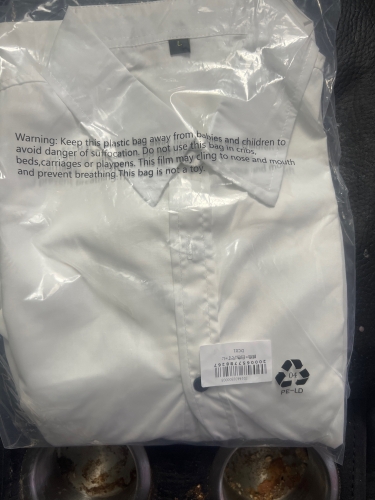 L
Warning: Keep this plastic bag away from babies and children to
avoid danger of suffocation. Do not use this bag in cribs,
beds,carriages or playpens. This film may cling to nose and mouth
and prevent breathing.This bag is not a toy.
04
PE-LD